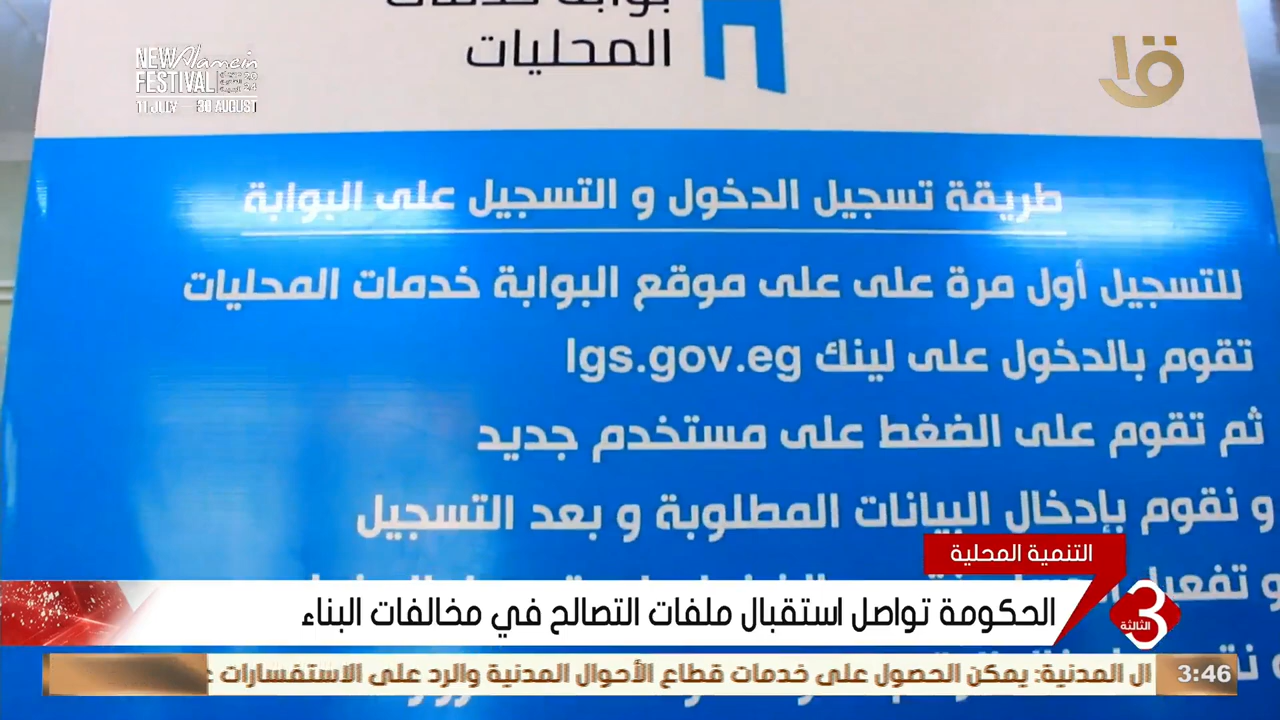 بوابة خدمات
المحليات
NEW Alamein
FESTIVAL
11 JULY — 30 AUGUST
طريقة تسجيل الدخول و التسجيل على البوابة
للتسجيل أول مرة على على موقع البوابة خدمات المحليات
تقوم بالدخول على لينك lgs.gov.eg
ثم تقوم على الضغط على مستخدم جديد
و نقوم بإدخال البيانات المطلوبة و بعد التسجيل
و تفعيل
التنمية المحلية
الحكومة تواصل استقبال ملفات التصالح في مخالفات البناء
3 الثالثة
ال المدنية: يمكن الحصول على خدمات قطاع الأحوال المدنية والرد على الاستفسارات
3:46